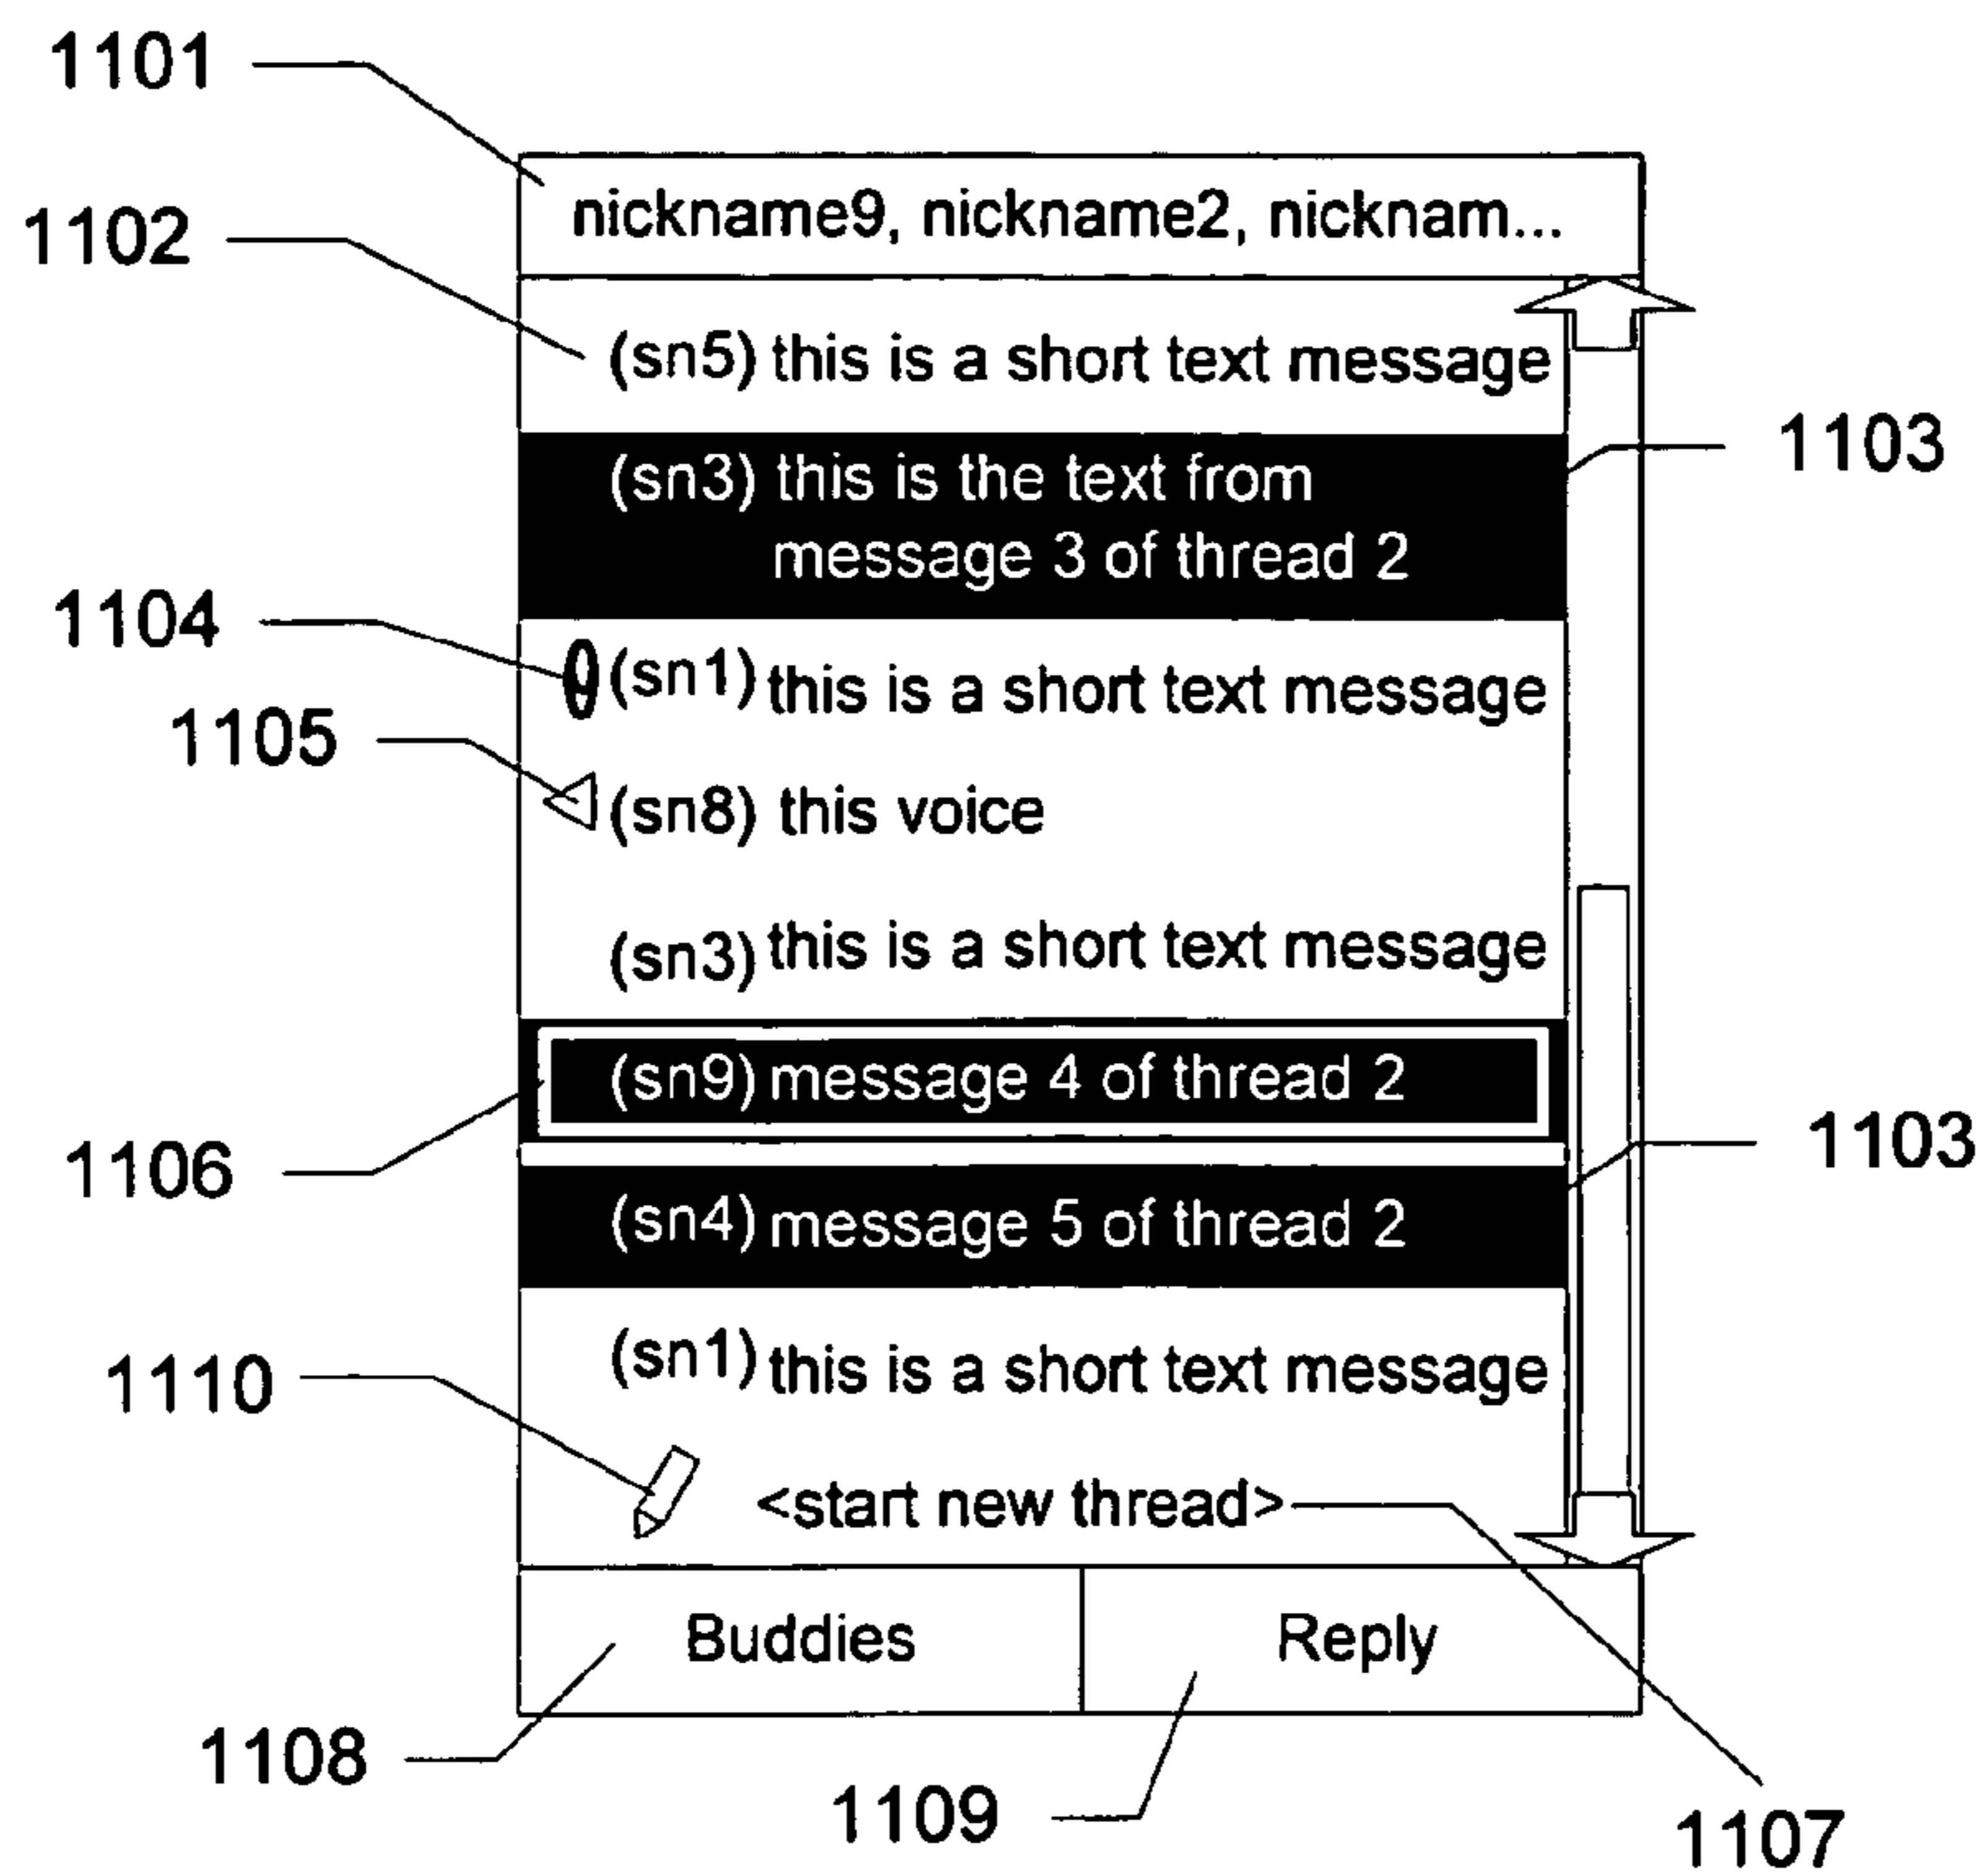 1101
nickname9, nickname2, nicknam...
1102
(sn5) this is a short text message
1103
(sn3) this is the text from
message 3 of thread 2
1104
(sn1) this is a short text message
1105
(sn8) this voice
(sn3) this is a short text message
(sn9) message 4 of thread 2
1106
1103
(sn4) message 5 of thread 2
(sn1) this is a short text message
1110
<start new thread>
Buddies
Reply
1108
1109
1107